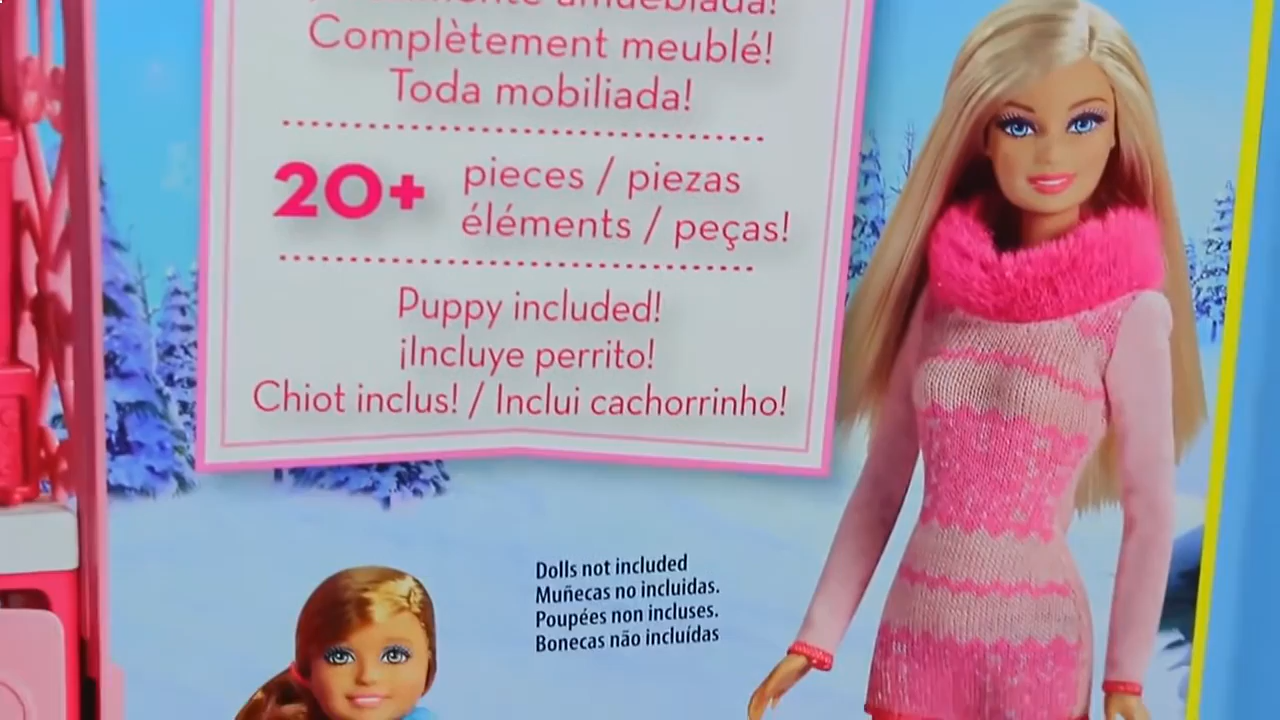 amueblada!
Complètement meublé!
Toda mobiliada!
20+ pieces / piezas
éléments / peças!
Puppy included!
¡Incluye perrito!
Chiot inclus! / Inclui cachorrinho!
Dolls not included
Muñecas no incluidas.
Poupées non incluses.
Bonecas não incluídas